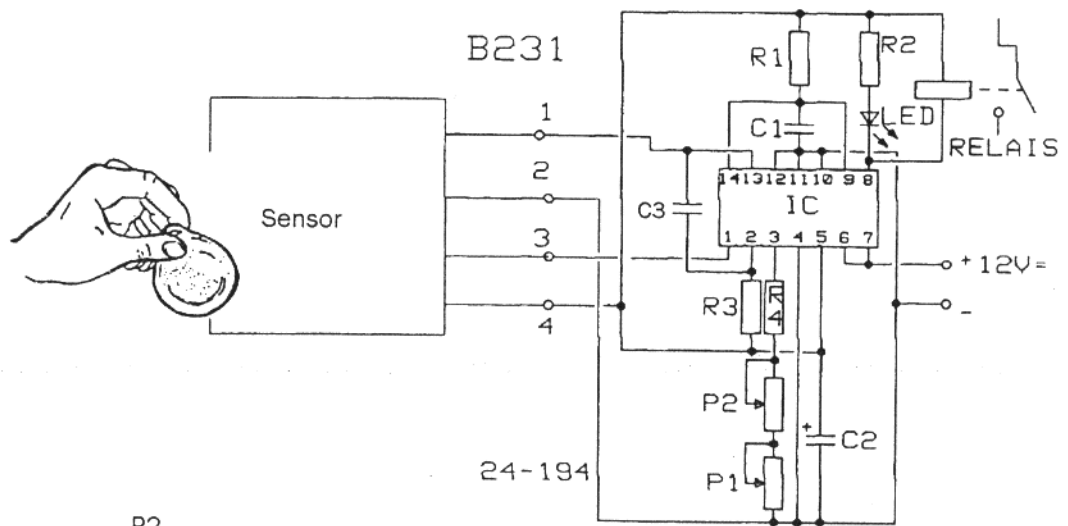 B231
R1
R2
1
C1
LED
RELAIS
2
14 13 12 11 10 9 8
Sensor
C3
IC
3
1 2 3 4 5 6 7
+ 12V=
R3
R4
-
4
P2
+
C2
24-194
P1